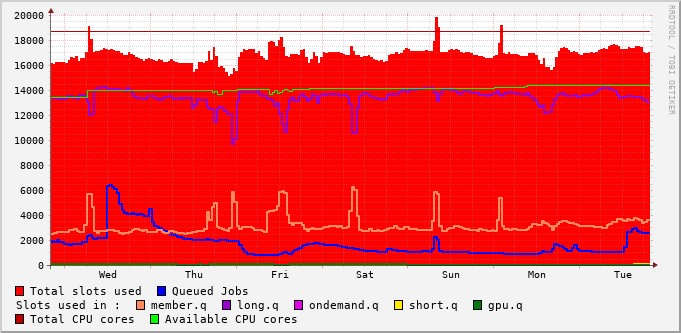 20000
18000
16000
14000
12000
10000
8000
6000
4000
2000
0
Wed Thu Fri Sat Sun Mon Tue
RRDTOOL / TOBI OETIKER
Total slots used Queued Jobs
Slots used in : member.q long.q ondemand.q short.q gpu.q
Total CPU cores Available CPU cores